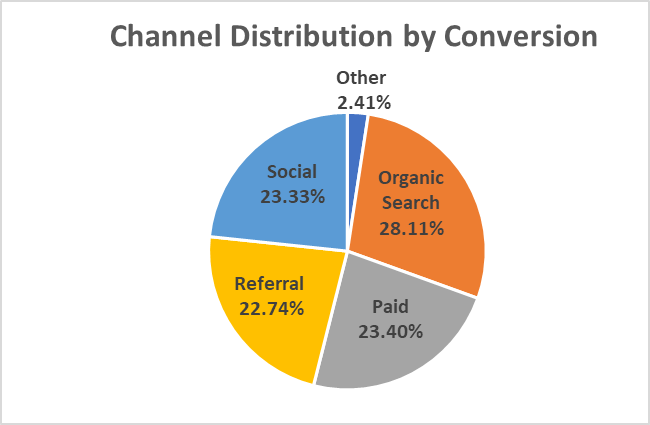 Channel Distribution by Conversion
Other
2.41%
Organic
Search
28.11%
Paid
23.40%
Referral
22.74%
Social
23.33%